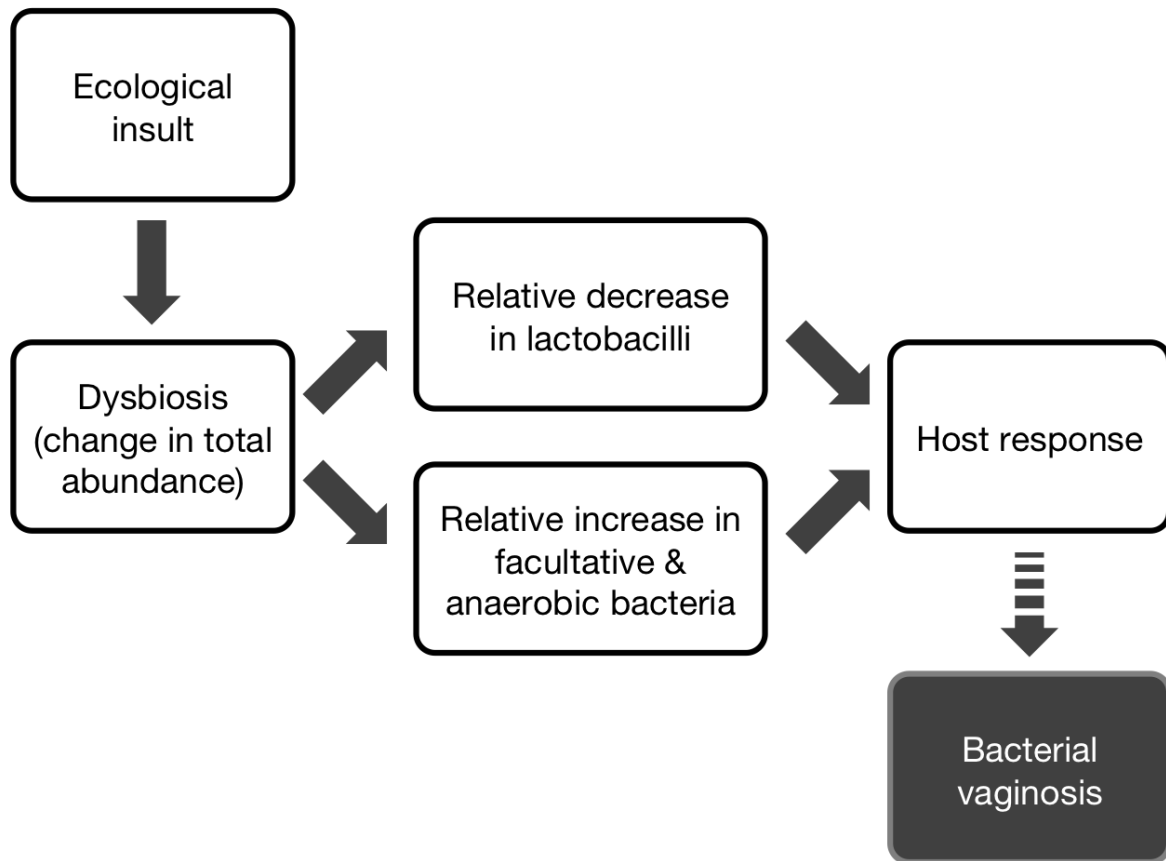 Ecological
insult
Dysbiosis
(change in total
abundance)
Relative decrease
in lactobacilli
Relative increase in
facultative &
anaerobic bacteria
Host response
Bacterial
vaginosis